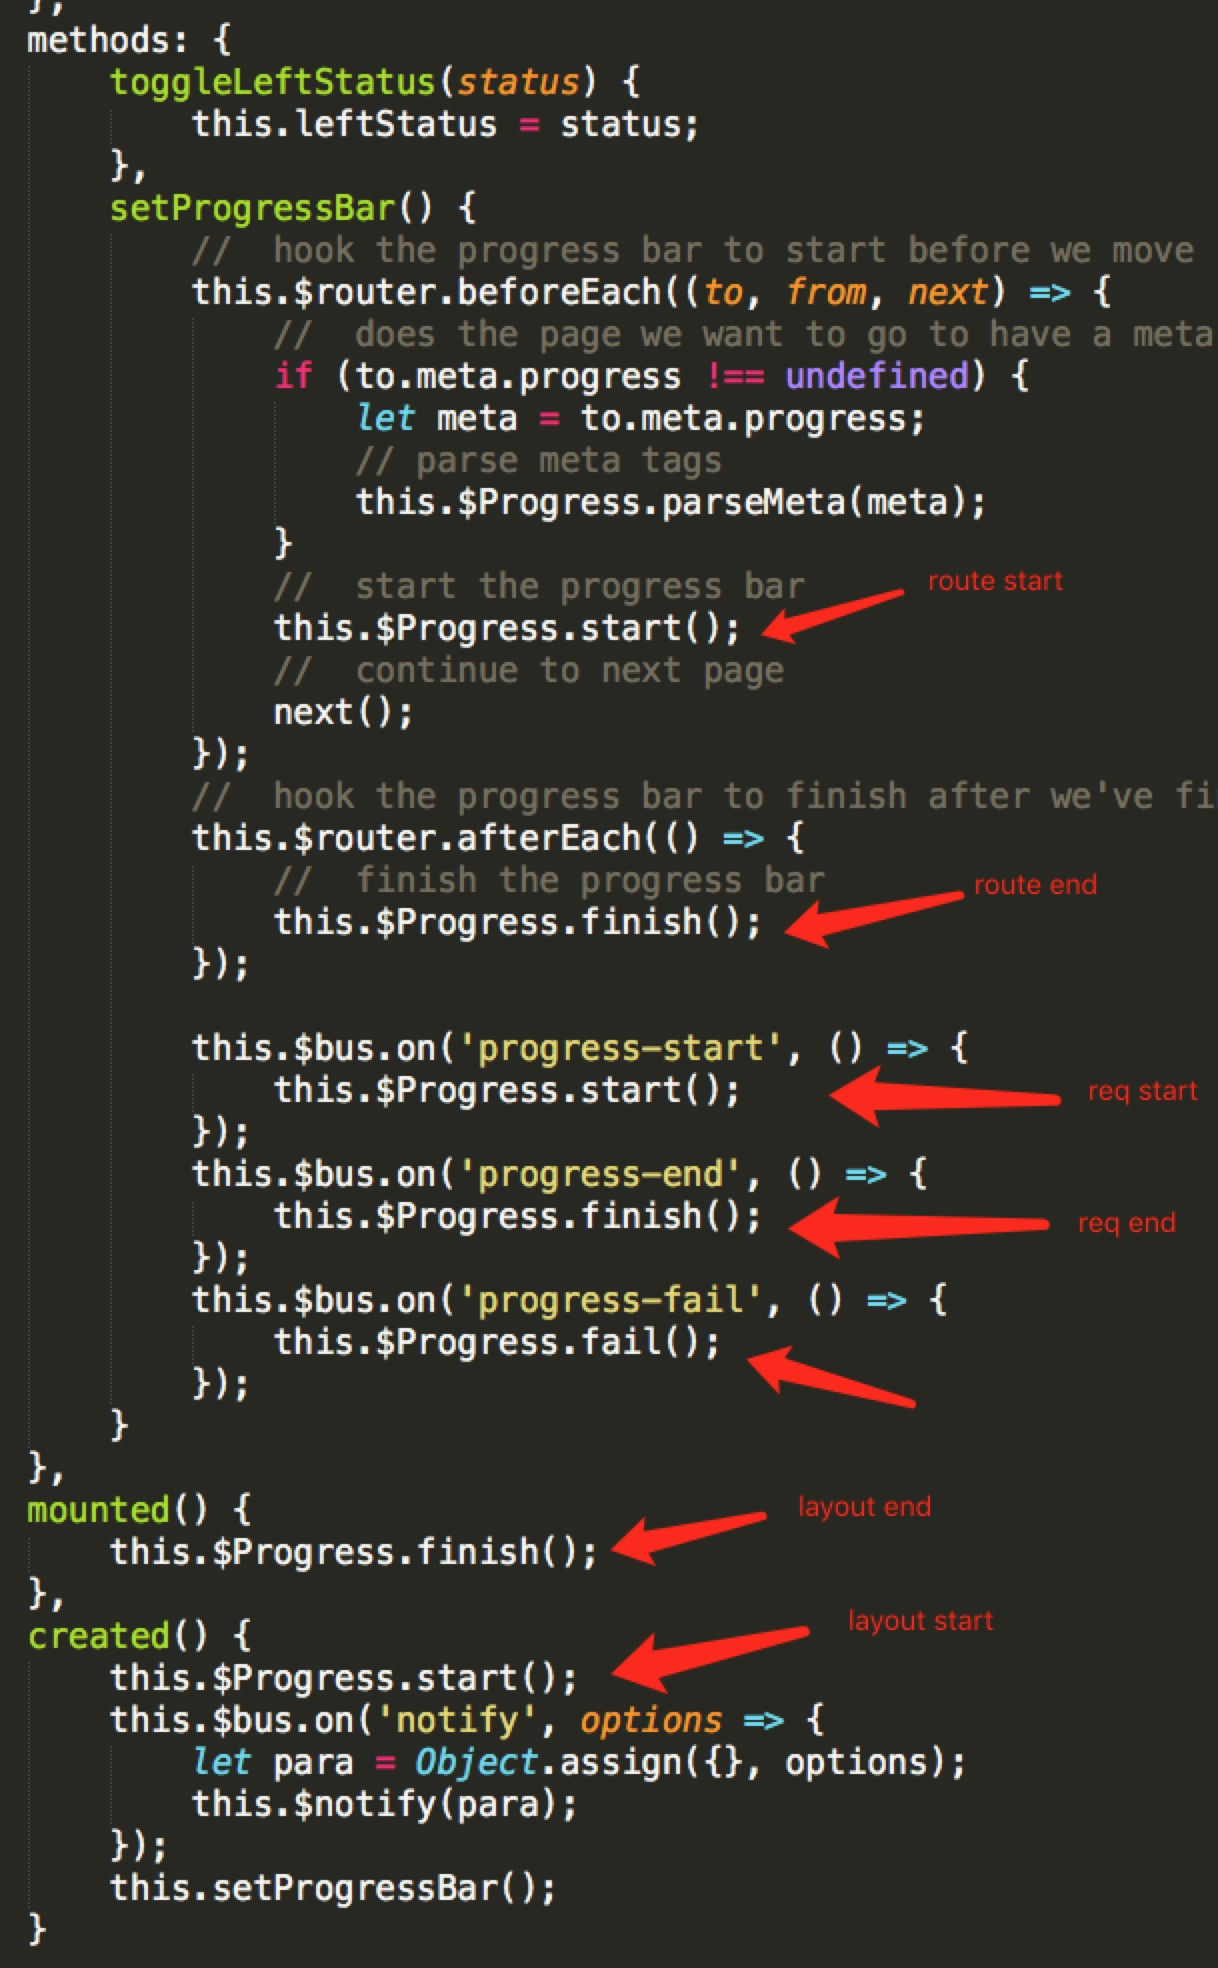 },
methods: {
toggleLeftStatus(status) {
this.leftStatus = status;
},
setProgressBar() {
//  hook the progress bar to start before we move
this.$router.beforeEach((to, from, next) => {
//  does the page we want to go to have a meta
if (to.meta.progress !== undefined) {
let meta = to.meta.progress;
// parse meta tags
this.$Progress.parseMeta(meta);
}
//  start the progress bar
route start
this.$Progress.start();
//  continue to next page
next();
});
//  hook the progress bar to finish after we've fi
this.$router.afterEach(() => {
//  finish the progress bar
route end
this.$Progress.finish();
});
this.$bus.on('progress-start', () => {
this.$Progress.start();
req start
});
this.$bus.on('progress-end', () => {
this.$Progress.finish();
req end
});
this.$bus.on('progress-fail', () => {
this.$Progress.fail();
});
}
},
mounted() {
layout end
this.$Progress.finish();
},
created() {
layout start
this.$Progress.start();
this.$bus.on('notify', options => {
let para = Object.assign({}, options);
this.$notify(para);
});
this.setProgressBar();
}